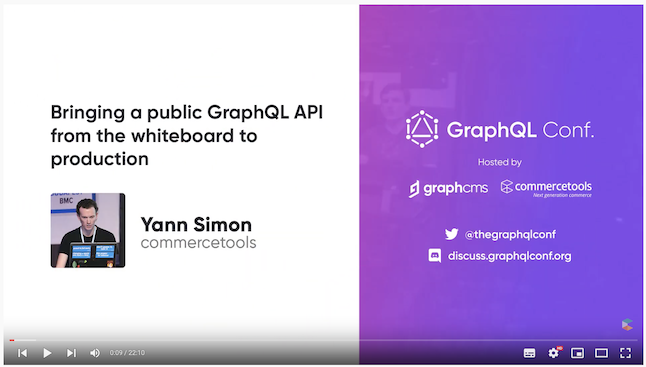 Bringing a public GraphQL API
from the whiteboard to
production
BMC
Yann Simon
commercetools
GraphQL Conf.
Hosted by
graphcms
commercetools
Next generation commerce
@thegraphqlconf
discuss.graphqlconf.org
0:09 / 22:10
HD